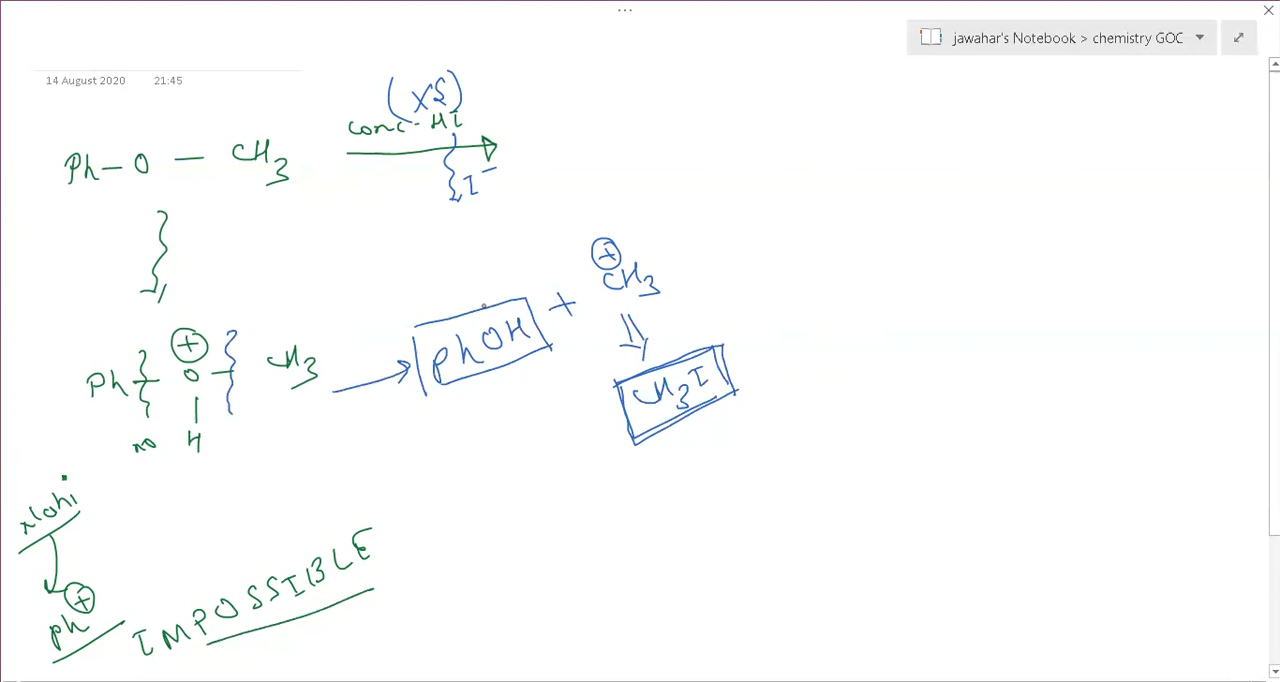 ...
jawahar's Notebook > chemistry GOC
14 August 2020 21:45
(XS)
conc-HI
Ph-O-CH3
I-
+
CH3
PhOH +
+
Ph-O-CH3
CH3I
no H
+
Ph
IMPOSSIBLE